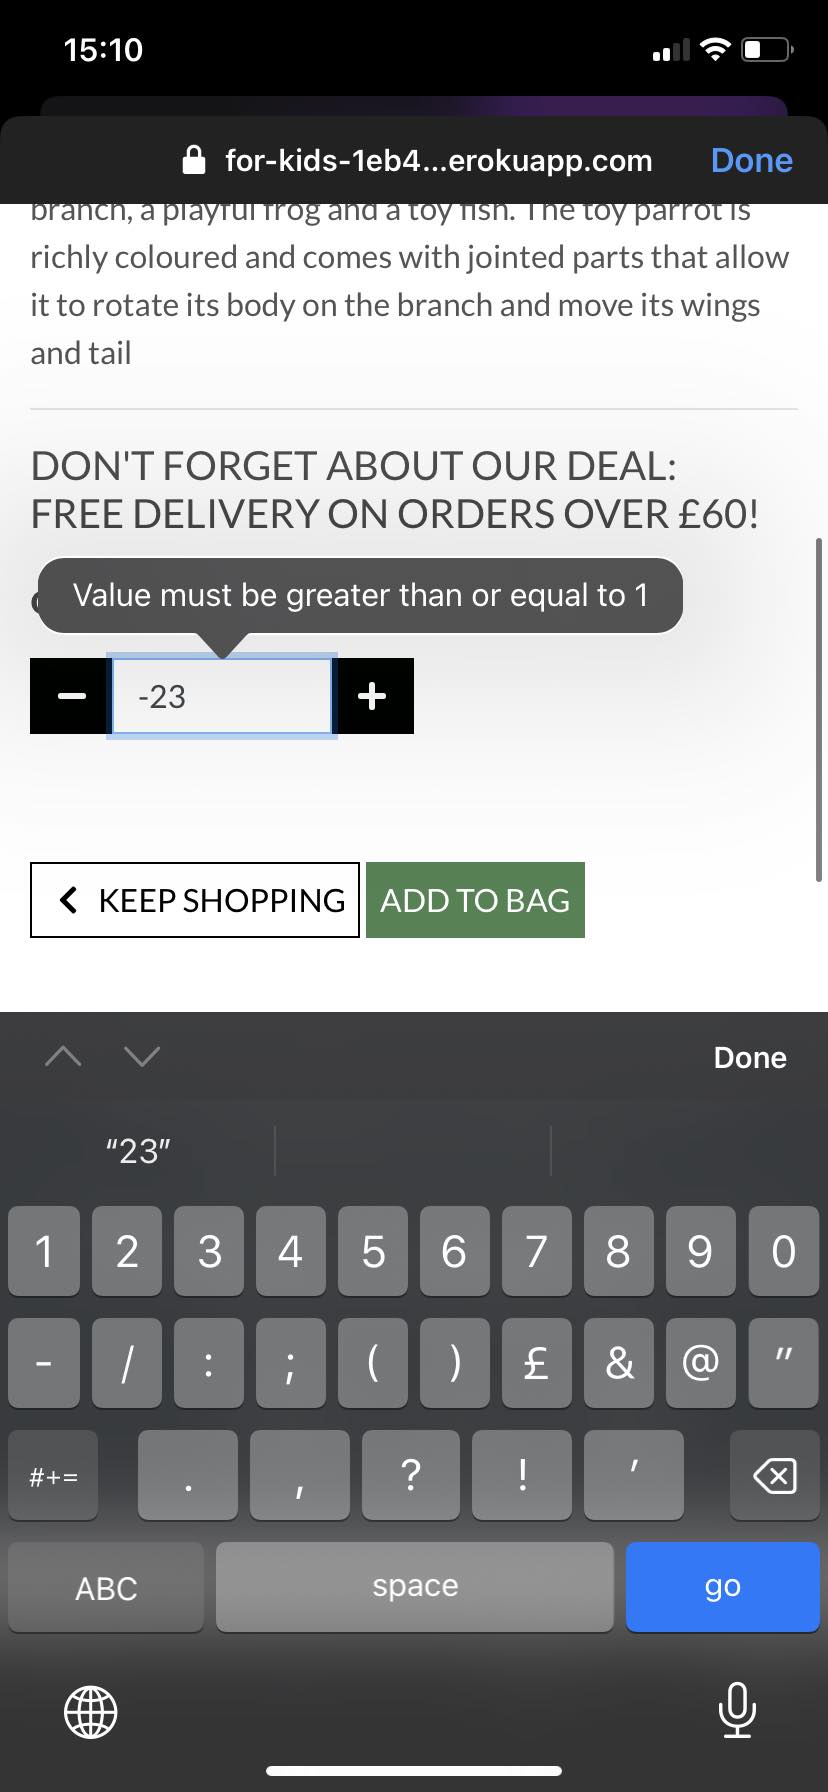 15:10
for-kids-1eb4...erokuapp.com Done
branch, a playful frog and a toy fish. The toy parrot is
richly coloured and comes with jointed parts that allow
it to rotate its body on the branch and move its wings
and tail
DON'T FORGET ABOUT OUR DEAL:
FREE DELIVERY ON ORDERS OVER £60!
Value must be greater than or equal to 1
-23
KEEP SHOPPING ADD TO BAG
Done
“23”
1 2 3 4 5 6 7 8 9 0
- / : ; ( ) £ & @ "
#+= . , ? ! '
ABC space go